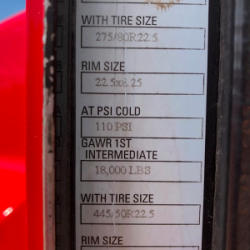 WITH TIRE SIZE
275/80R22.5
RIM SIZE
22.5x8.25
AT PSI COLD
110 PSI
GAWR 1ST
INTERMEDIATE
18,000 LBS
WITH TIRE SIZE
445/50R22.5
RIM SIZE